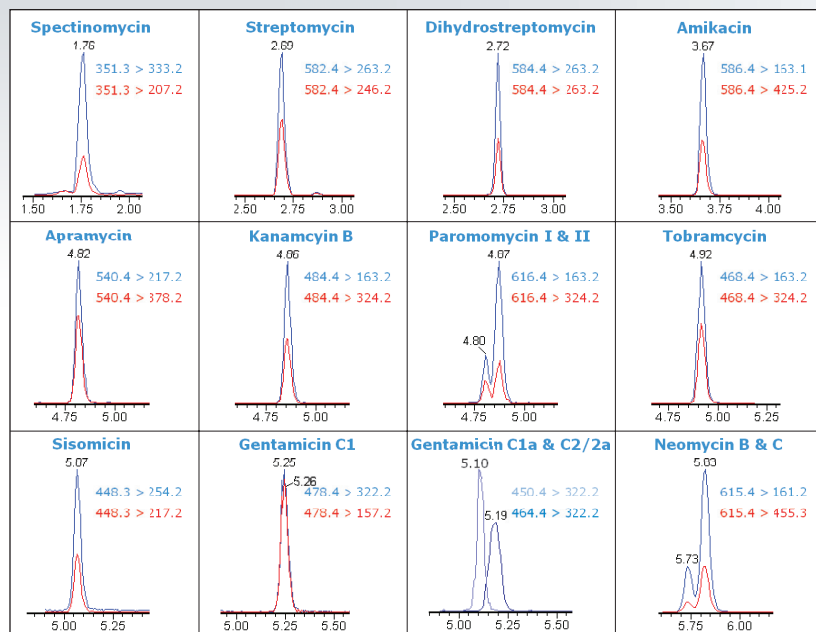 Spectinomycin
1.76
351.3 > 333.2
351.3 > 207.2
1.50 1.75 2.00
Streptomycin
2.69
582.4 > 263.2
582.4 > 246.2
2.50 2.75 3.00
Dihydrostreptomycin
2.72
584.4 > 263.2
584.4 > 263.2
2.50 2.75 3.00
Amikacin
3.67
586.4 > 163.1
586.4 > 425.2
3.50 3.75 4.00
Apramycin
4.82
540.4 > 217.2
540.4 > 378.2
4.75 5.00
Kanamcyin B
4.86
484.4 > 163.2
484.4 > 324.2
4.75 5.00
Paromomycin I & II
4.87
616.4 > 163.2
616.4 > 324.2
4.80
4.75 5.00
Tobramcycin
4.92
468.4 > 163.2
468.4 > 324.2
4.75 5.00 5.25
Sisomicin
5.07
448.3 > 254.2
448.3 > 217.2
5.00 5.25
Gentamicin C1
5.25
5.26
478.4 > 322.2
478.4 > 157.2
5.00 5.25 5.50
Gentamicin C1a & C2/2a
5.10
450.4 > 322.2
464.4 > 322.2
5.19
5.00 5.25 5.50
Neomycin B & C
5.83
615.4 > 161.2
615.4 > 455.3
5.73
5.75 6.00